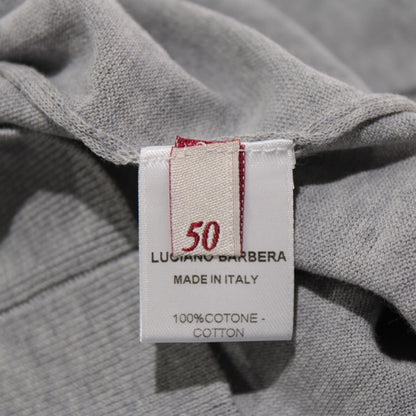 50
LUCIANO BARBERA
MADE IN ITALY
100%COTONE -
COTTON